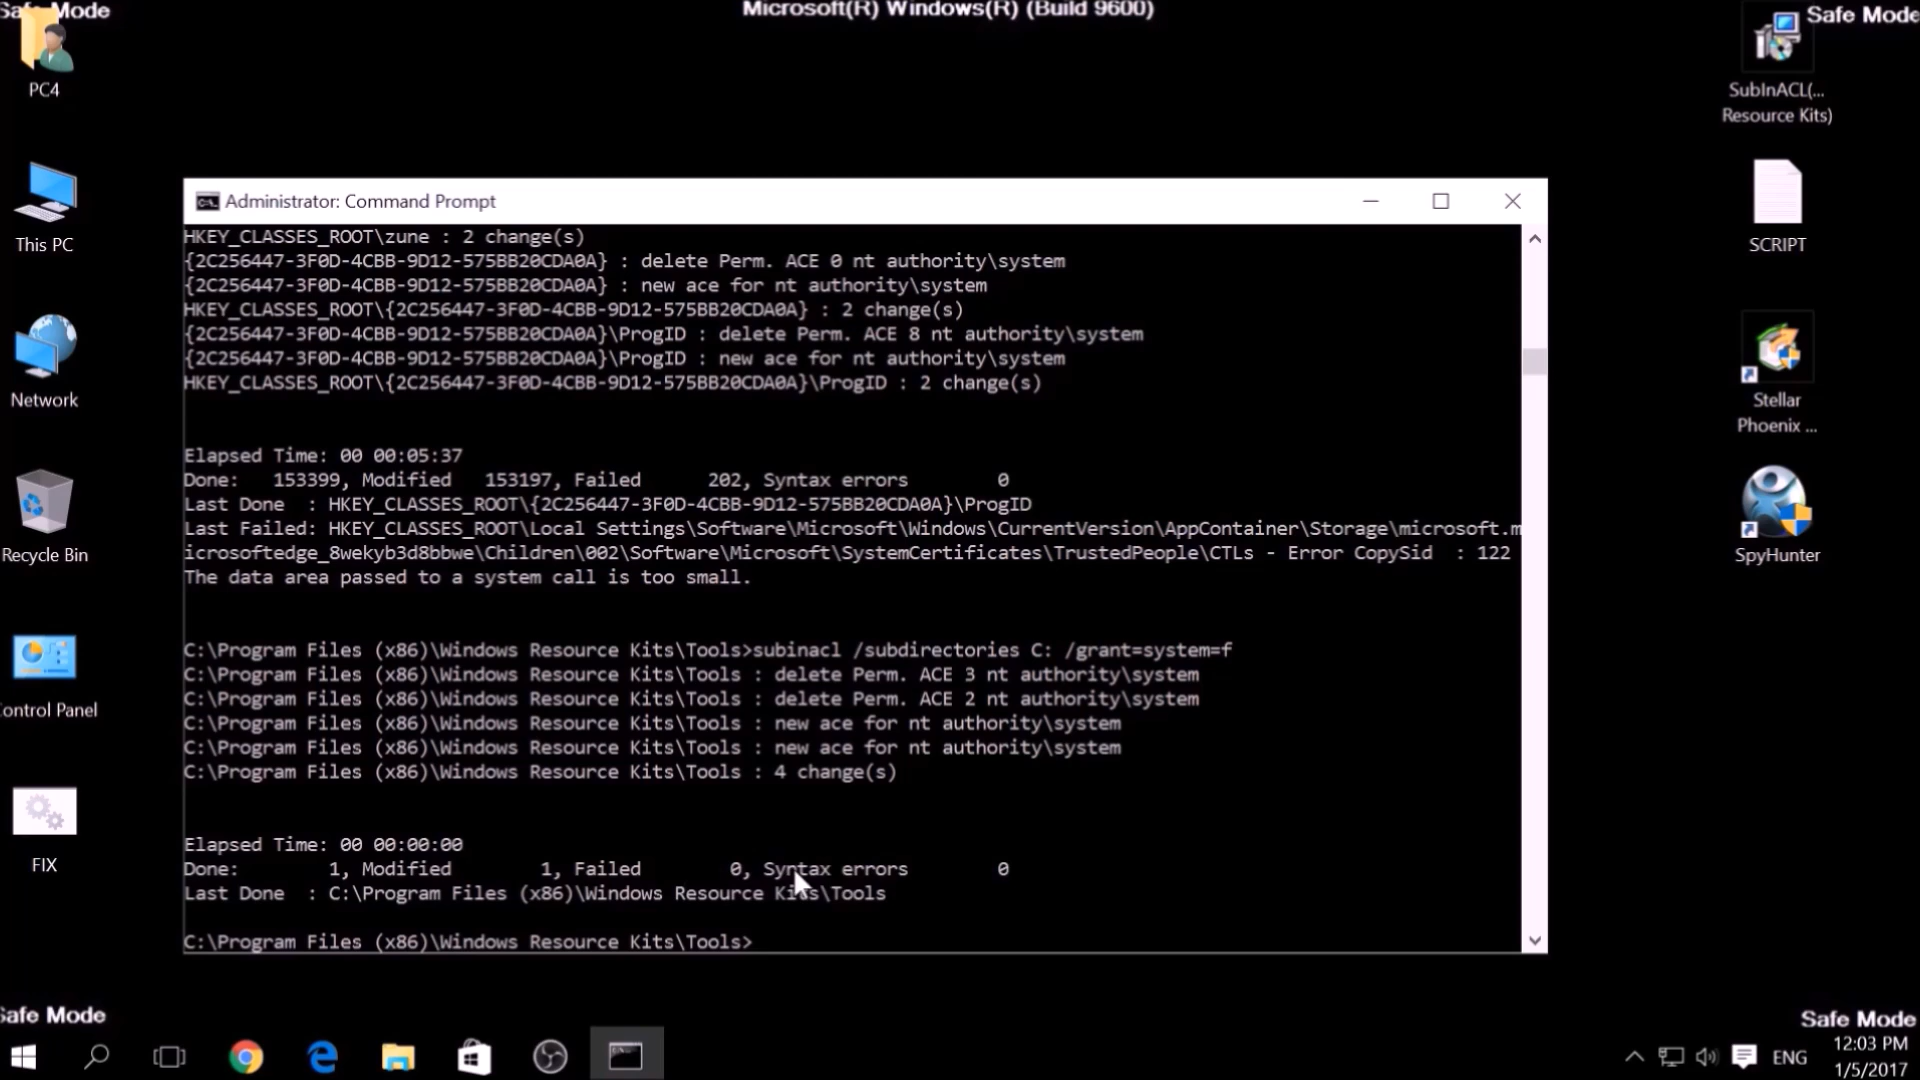 Safe Mode
Microsoft(R) Windows(R) (Build 9600)
Safe Mode
PC4
This PC
Network
Recycle Bin
ontrol Panel
FIX
SubInACL(...
Resource Kits)
SCRIPT
Stellar
Phoenix ...
SpyHunter
Administrator: Command Prompt
HKEY_CLASSES_ROOT\zune : 2 change(s)
{2C256447-3F0D-4CBB-9D12-575BB20CDA0A} : delete Perm. ACE 0 nt authority\system
{2C256447-3F0D-4CBB-9D12-575BB20CDA0A} : new ace for nt authority\system
HKEY_CLASSES_ROOT\{2C256447-3F0D-4CBB-9D12-575BB20CDA0A} : 2 change(s)
{2C256447-3F0D-4CBB-9D12-575BB20CDA0A}\ProgID : delete Perm. ACE 8 nt authority\system
{2C256447-3F0D-4CBB-9D12-575BB20CDA0A}\ProgID : new ace for nt authority\system
HKEY_CLASSES_ROOT\{2C256447-3F0D-4CBB-9D12-575BB20CDA0A}\ProgID : 2 change(s)
Elapsed Time: 00 00:05:37
Done: 153399, Modified 153197, Failed 202, Syntax errors 0
Last Done : HKEY_CLASSES_ROOT\{2C256447-3F0D-4CBB-9D12-575BB20CDA0A}\ProgID
Last Failed: HKEY_CLASSES_ROOT\Local Settings\Software\Microsoft\Windows\CurrentVersion\AppContainer\Storage\microsoft.m
icrosoftedge_8wekyb3d8bbwe\Children\002\Software\Microsoft\SystemCertificates\TrustedPeople\CTLs - Error CopySid : 122
The data area passed to a system call is too small.
C:\Program Files (x86)\Windows Resource Kits\Tools>subinacl /subdirectories C: /grant=system=f
C:\Program Files (x86)\Windows Resource Kits\Tools : delete Perm. ACE 3 nt authority\system
C:\Program Files (x86)\Windows Resource Kits\Tools : delete Perm. ACE 2 nt authority\system
C:\Program Files (x86)\Windows Resource Kits\Tools : new ace for nt authority\system
C:\Program Files (x86)\Windows Resource Kits\Tools : new ace for nt authority\system
C:\Program Files (x86)\Windows Resource Kits\Tools : 4 change(s)
Elapsed Time: 00 00:00:00
Done: 1, Modified 1, Failed 0, Syntax errors 0
Last Done : C:\Program Files (x86)\Windows Resource Kits\Tools
C:\Program Files (x86)\Windows Resource Kits\Tools>
Safe Mode
Safe Mode
ENG
12:03 PM
1/5/2017